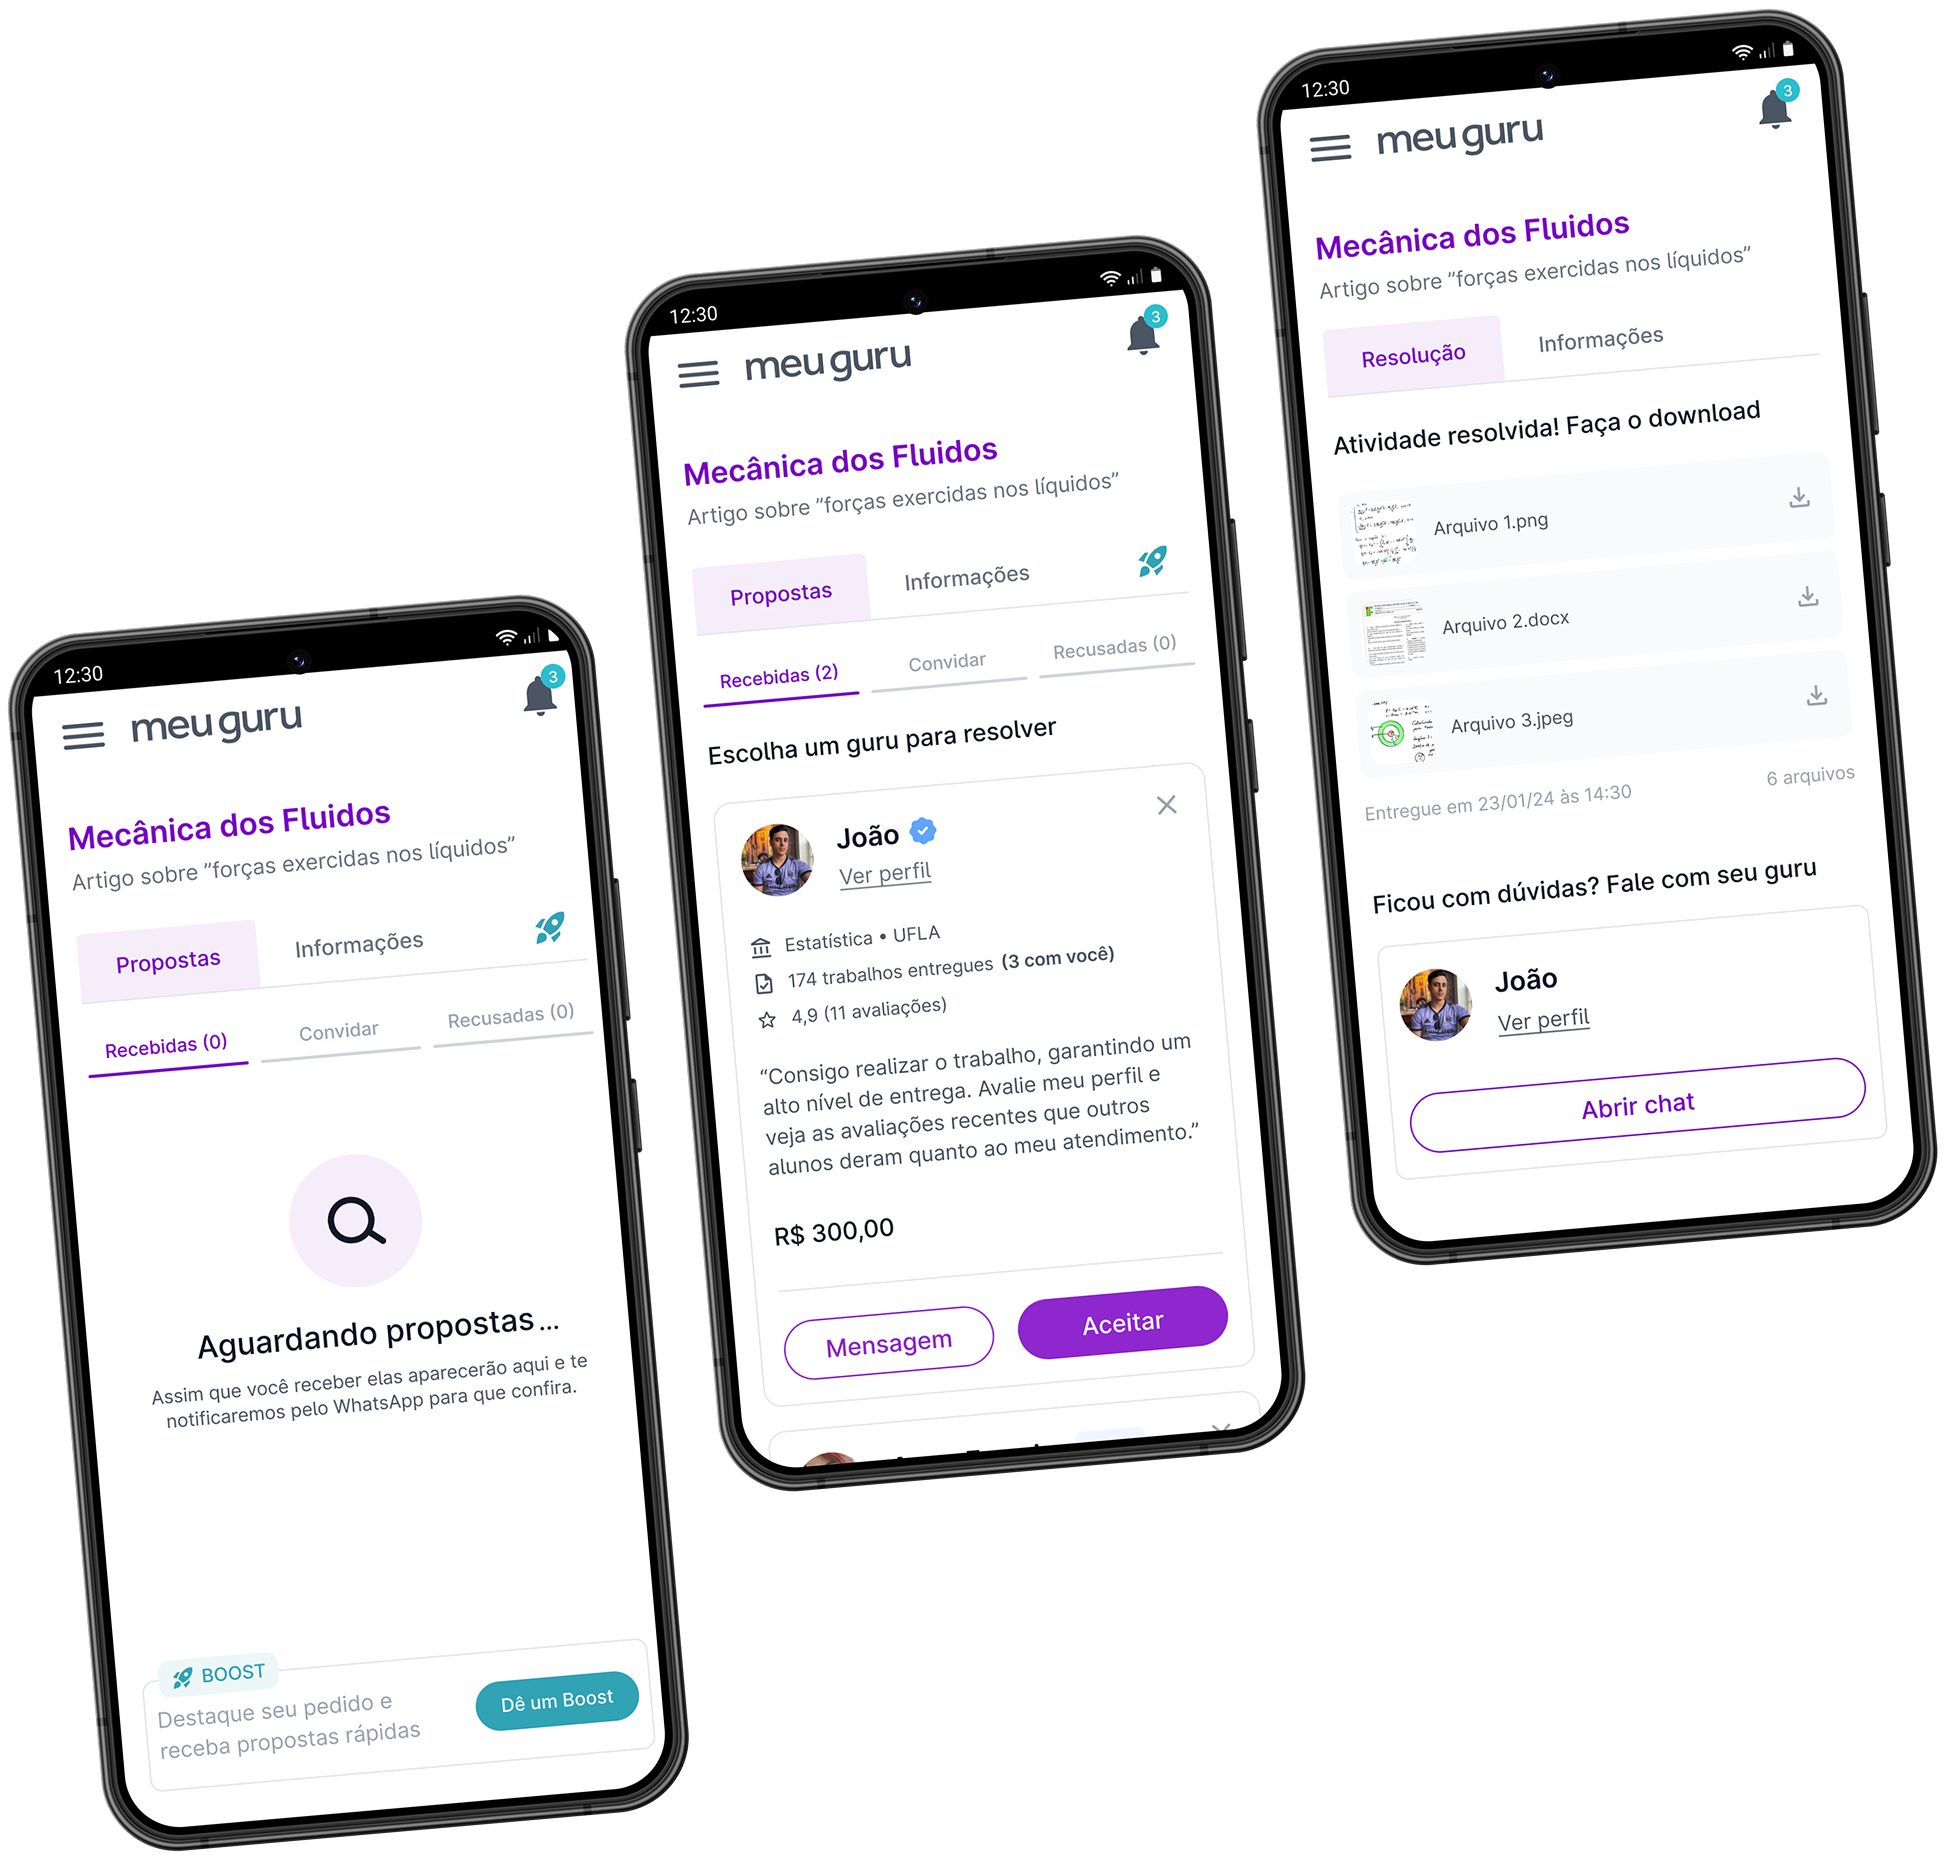 12:30
3
meu guru
Mecânica dos Fluidos
Artigo sobre ”forças exercidas nos líquidos”
Propostas
Informações
Recebidas (0)
Convidar
Recusadas (0)
Aguardando propostas...
Assim que você receber elas aparecerão aqui e te
notificaremos pelo WhatsApp para que confira.
BOOST
Destaque seu pedido e
receba propostas rápidas
Dê um Boost
12:30
3
meu guru
Mecânica dos Fluidos
Artigo sobre ”forças exercidas nos líquidos”
Propostas
Informações
Recebidas (2)
Convidar
Recusadas (0)
Escolha um guru para resolver
João
Ver perfil
Estatística • UFLA
174 trabalhos entregues (3 com você)
4,9 (11 avaliações)
“Consigo realizar o trabalho, garantindo um
alto nível de entrega. Avalie meu perfil e
veja as avaliações recentes que outros
alunos deram quanto ao meu atendimento.”
R$ 300,00
Mensagem
Aceitar
12:30
3
meu guru
Mecânica dos Fluidos
Artigo sobre ”forças exercidas nos líquidos”
Resolução
Informações
Atividade resolvida! Faça o download
Arquivo 1.png
Arquivo 2.docx
Arquivo 3.jpeg
Entregue em 23/01/24 às 14:30
6 arquivos
Ficou com dúvidas? Fale com seu guru
João
Ver perfil
Abrir chat